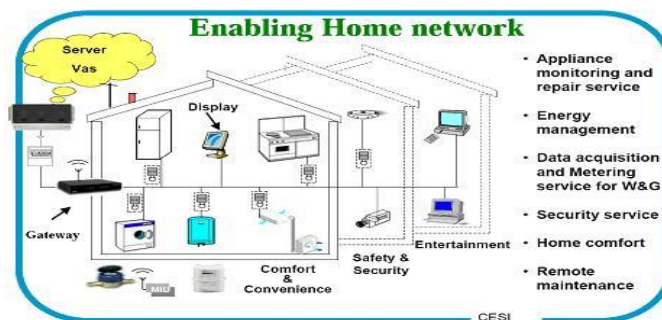 Enabling Home network
Server
Vas
Display
Gateway
MIU
Comfort
&
Convenience
Safety &
Security
Entertainment
• Appliance
monitoring and
repair service
• Energy
management
• Data acquisition
and Metering
service for W&G
• Security service
• Home comfort
• Remote
maintenance
CESI